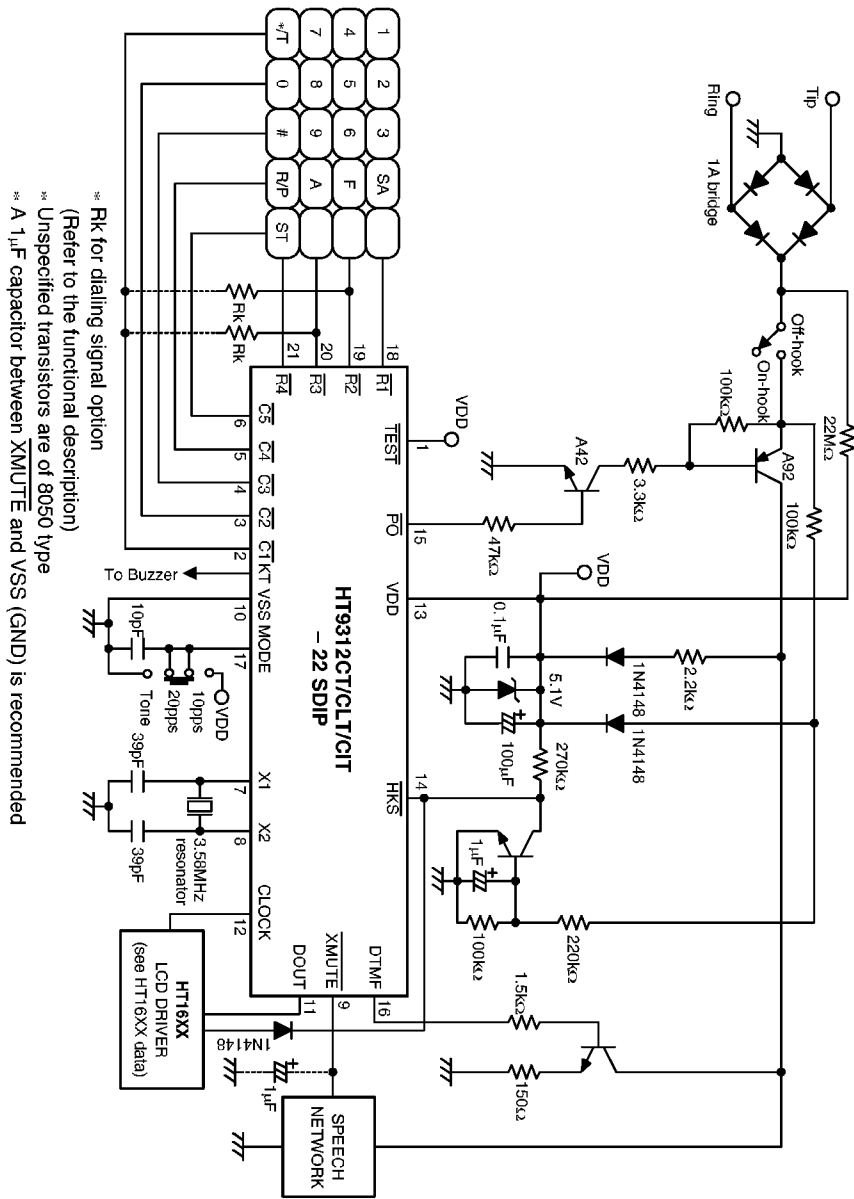 Tip
Ring
1A bridge
Off-hook
On-hook
22MΩ
100kΩ
A92
100kΩ
3.3kΩ
A42
47kΩ
VDD
VDD
2.2kΩ
1N4148
1N4148
0.1µF
5.1V
+
100µF
270kΩ
1µF
+
100kΩ
220kΩ
1.5kΩ
150Ω
1 2 3 SA
4 5 6 F
7 8 9 A
*/T 0 # R/P ST
Rk
Rk
18 19 20 21
R1 R2 R3 R4
1 15 13 14
TEST PO VDD HKS
HT9312CT/CLT/CIT
– 22 SDIP
C5 C4 C3 C2 C1 KT VSS MODE X1 X2 CLOCK
6 5 4 3 2 10 17 7 8 12
DTMF XMUTE DOUT
16 9 11
To Buzzer
10pF
VDD
10pps
20pps
Tone
39pF
39pF
3.58MHz
resonator
HT16XX
LCD DRIVER
(see HT16XX data)
1N4148
+
1µF
SPEECH
NETWORK
* Rk for dialing signal option
(Refer to the functional description)
* Unspecified transistors are of 8050 type
* A 1µF capacitor between XMUTE and VSS (GND) is recommended